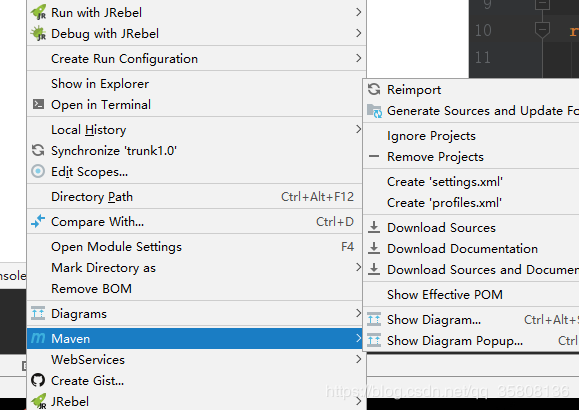 Run with JRebel
Debug with JRebel
Create Run Configuration
Show in Explorer
Open in Terminal
Local History
Synchronize 'trunk1.0'
Edit Scopes...
Directory Path Ctrl+Alt+F12
Compare With... Ctrl+D
Open Module Settings F4
Mark Directory as
Remove BOM
Diagrams
Maven
WebServices
Create Gist...
JRebel
Reimport
Generate Sources and Update Fo
Ignore Projects
Remove Projects
Create 'settings.xml'
Create 'profiles.xml'
Download Sources
Download Documentation
Download Sources and Documen
Show Effective POM
Show Diagram... Ctrl+Alt+S
Show Diagram Popup... Ctrl
9
10 r
11
nsole
https://blog.csdn.net/qq_35808136